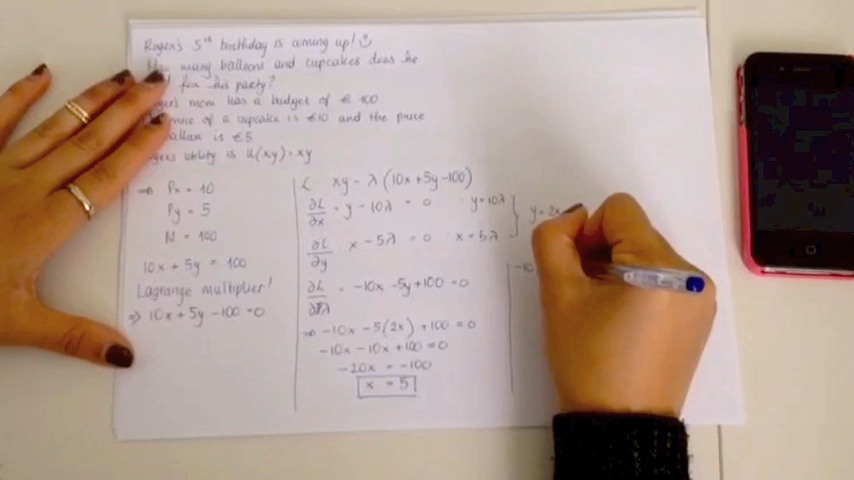 Roger's 5th birthday is coming up! ☺
How many balloons and cupcakes does he
for his party?
mom has a budget of € 100
of a cupcake is €10 and the price
balloon is €5
utility is U(xy) = xy
=> Px = 10
Py = 5
M = 100
10x + 5y = 100
Lagrange multiplier!
=> 10x + 5y - 100 = 0
L xy - λ (10x + 5y - 100)
∂L/∂x = y - 10λ = 0 y = 10λ
∂L/∂y x - 5λ = 0 x = 5λ
} y = 2x
∂L/∂λ = -10x - 5y + 100 = 0
=> -10x - 5(2x) + 100 = 0
-10x - 10x + 100 = 0
-20x = -100
x = 5
-10